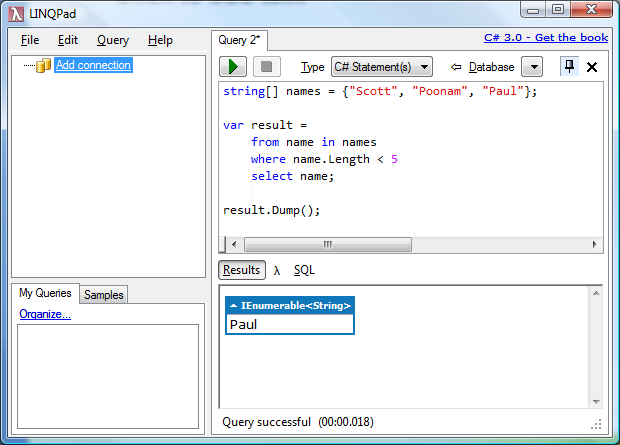 LINQPad
File Edit Query Help
Add connection
My Queries Samples
Organize...
Query 2*
C# 3.0 - Get the book
Type C# Statement(s) Database
string[] names = {"Scott", "Poonam", "Paul"};
var result =
from name in names
where name.Length < 5
select name;
result.Dump();
Results λ SQL
IEnumerable<String>
Paul
Query successful (00:00.018)